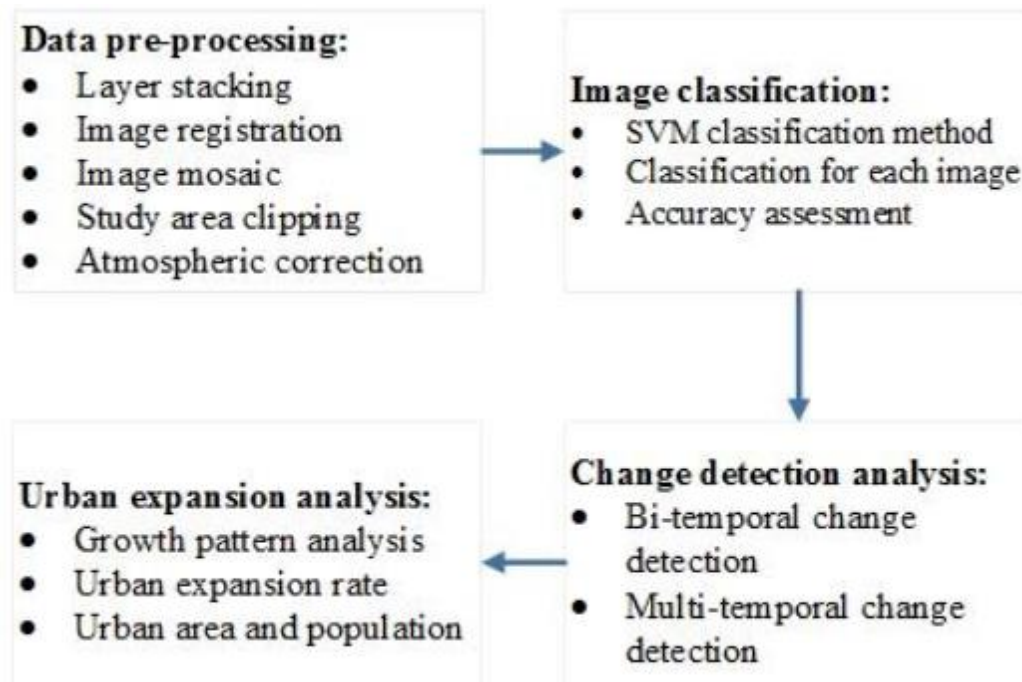 Data pre-processing:
• Layer stacking
• Image registration
• Image mosaic
• Study area clipping
• Atmospheric correction
Image classification:
• SVM classification method
• Classification for each image
• Accuracy assessment
Change detection analysis:
• Bi-temporal change
detection
• Multi-temporal change
detection
Urban expansion analysis:
• Growth pattern analysis
• Urban expansion rate
• Urban area and population